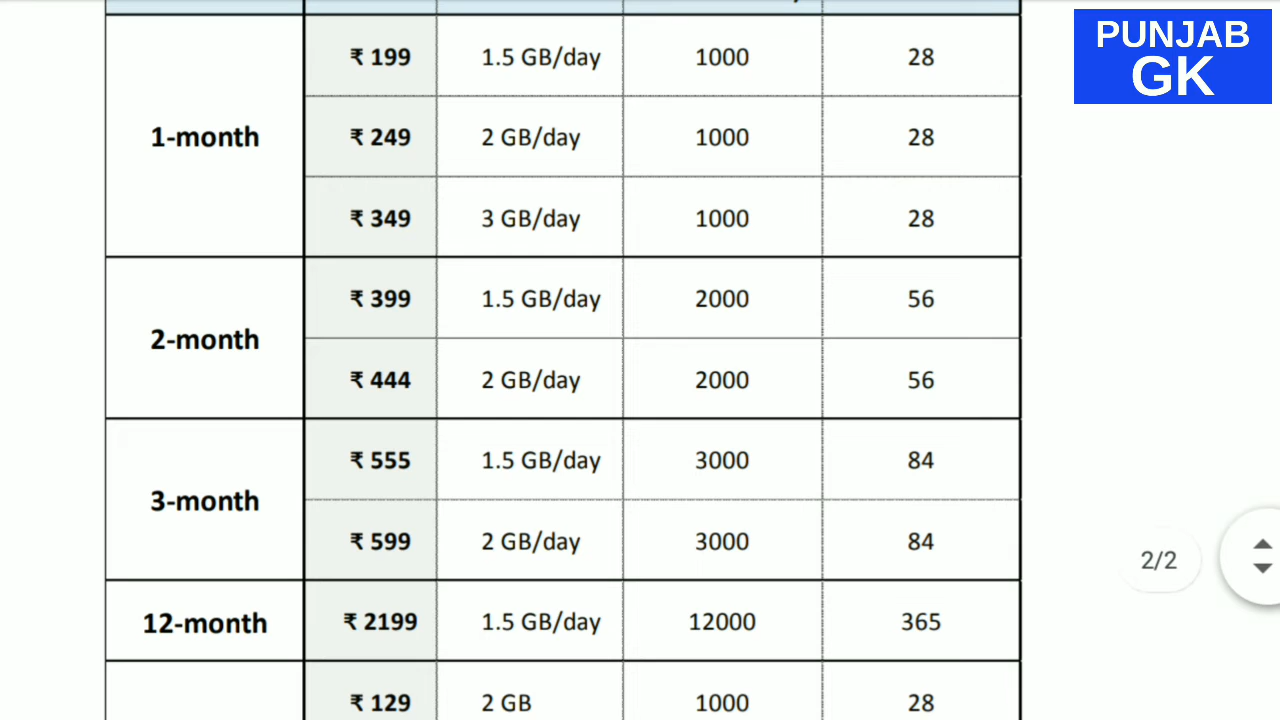 PUNJAB
GK
1-month
₹ 199 1.5 GB/day 1000 28
₹ 249 2 GB/day 1000 28
₹ 349 3 GB/day 1000 28
2-month
₹ 399 1.5 GB/day 2000 56
₹ 444 2 GB/day 2000 56
3-month
₹ 555 1.5 GB/day 3000 84
₹ 599 2 GB/day 3000 84
2/2
12-month ₹ 2199 1.5 GB/day 12000 365
₹ 129 2 GB 1000 28